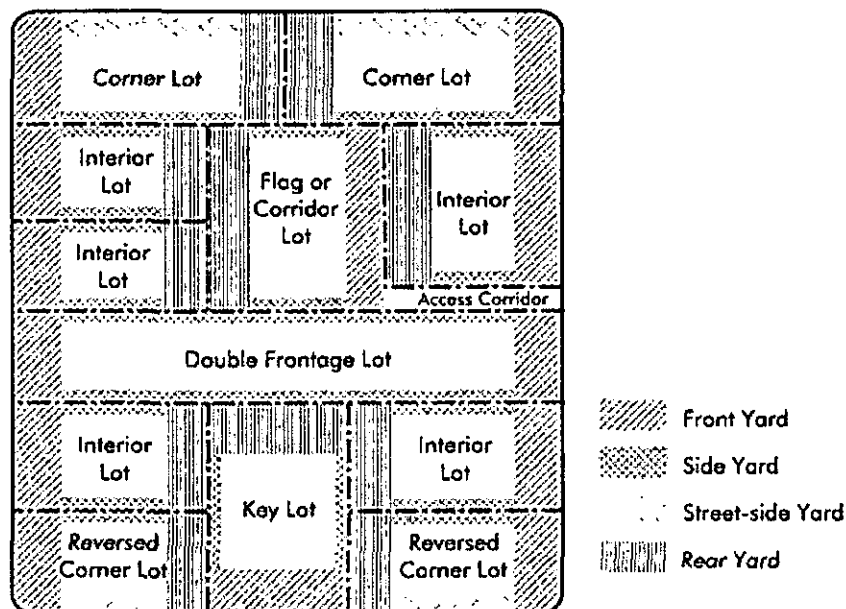 Corner Lot
Corner Lot
Interior
Lot
Flag or
Corridor
Lot
Interior
Lot
Interior
Lot
Access Corridor
Double Frontage Lot
Interior
Lot
Interior
Lot
Key Lot
Reversed
Corner Lot
Reversed
Corner Lot
Front Yard
Side Yard
Street-side Yard
Rear Yard